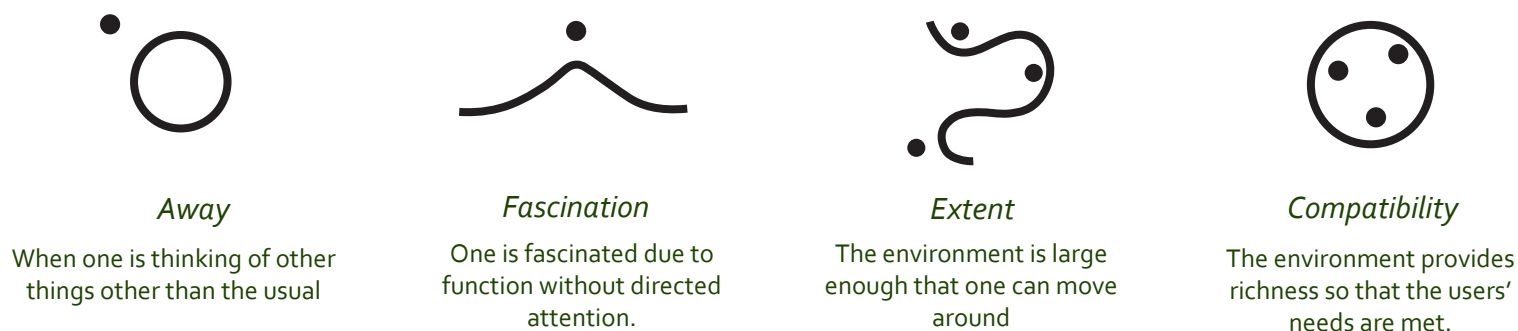 Away
When one is thinking of other
things other than the usual
Fascination
One is fascinated due to
function without directed
attention.
Extent
The environment is large
enough that one can move
around
Compatibility
The environment provides
richness so that the users’
needs are met.